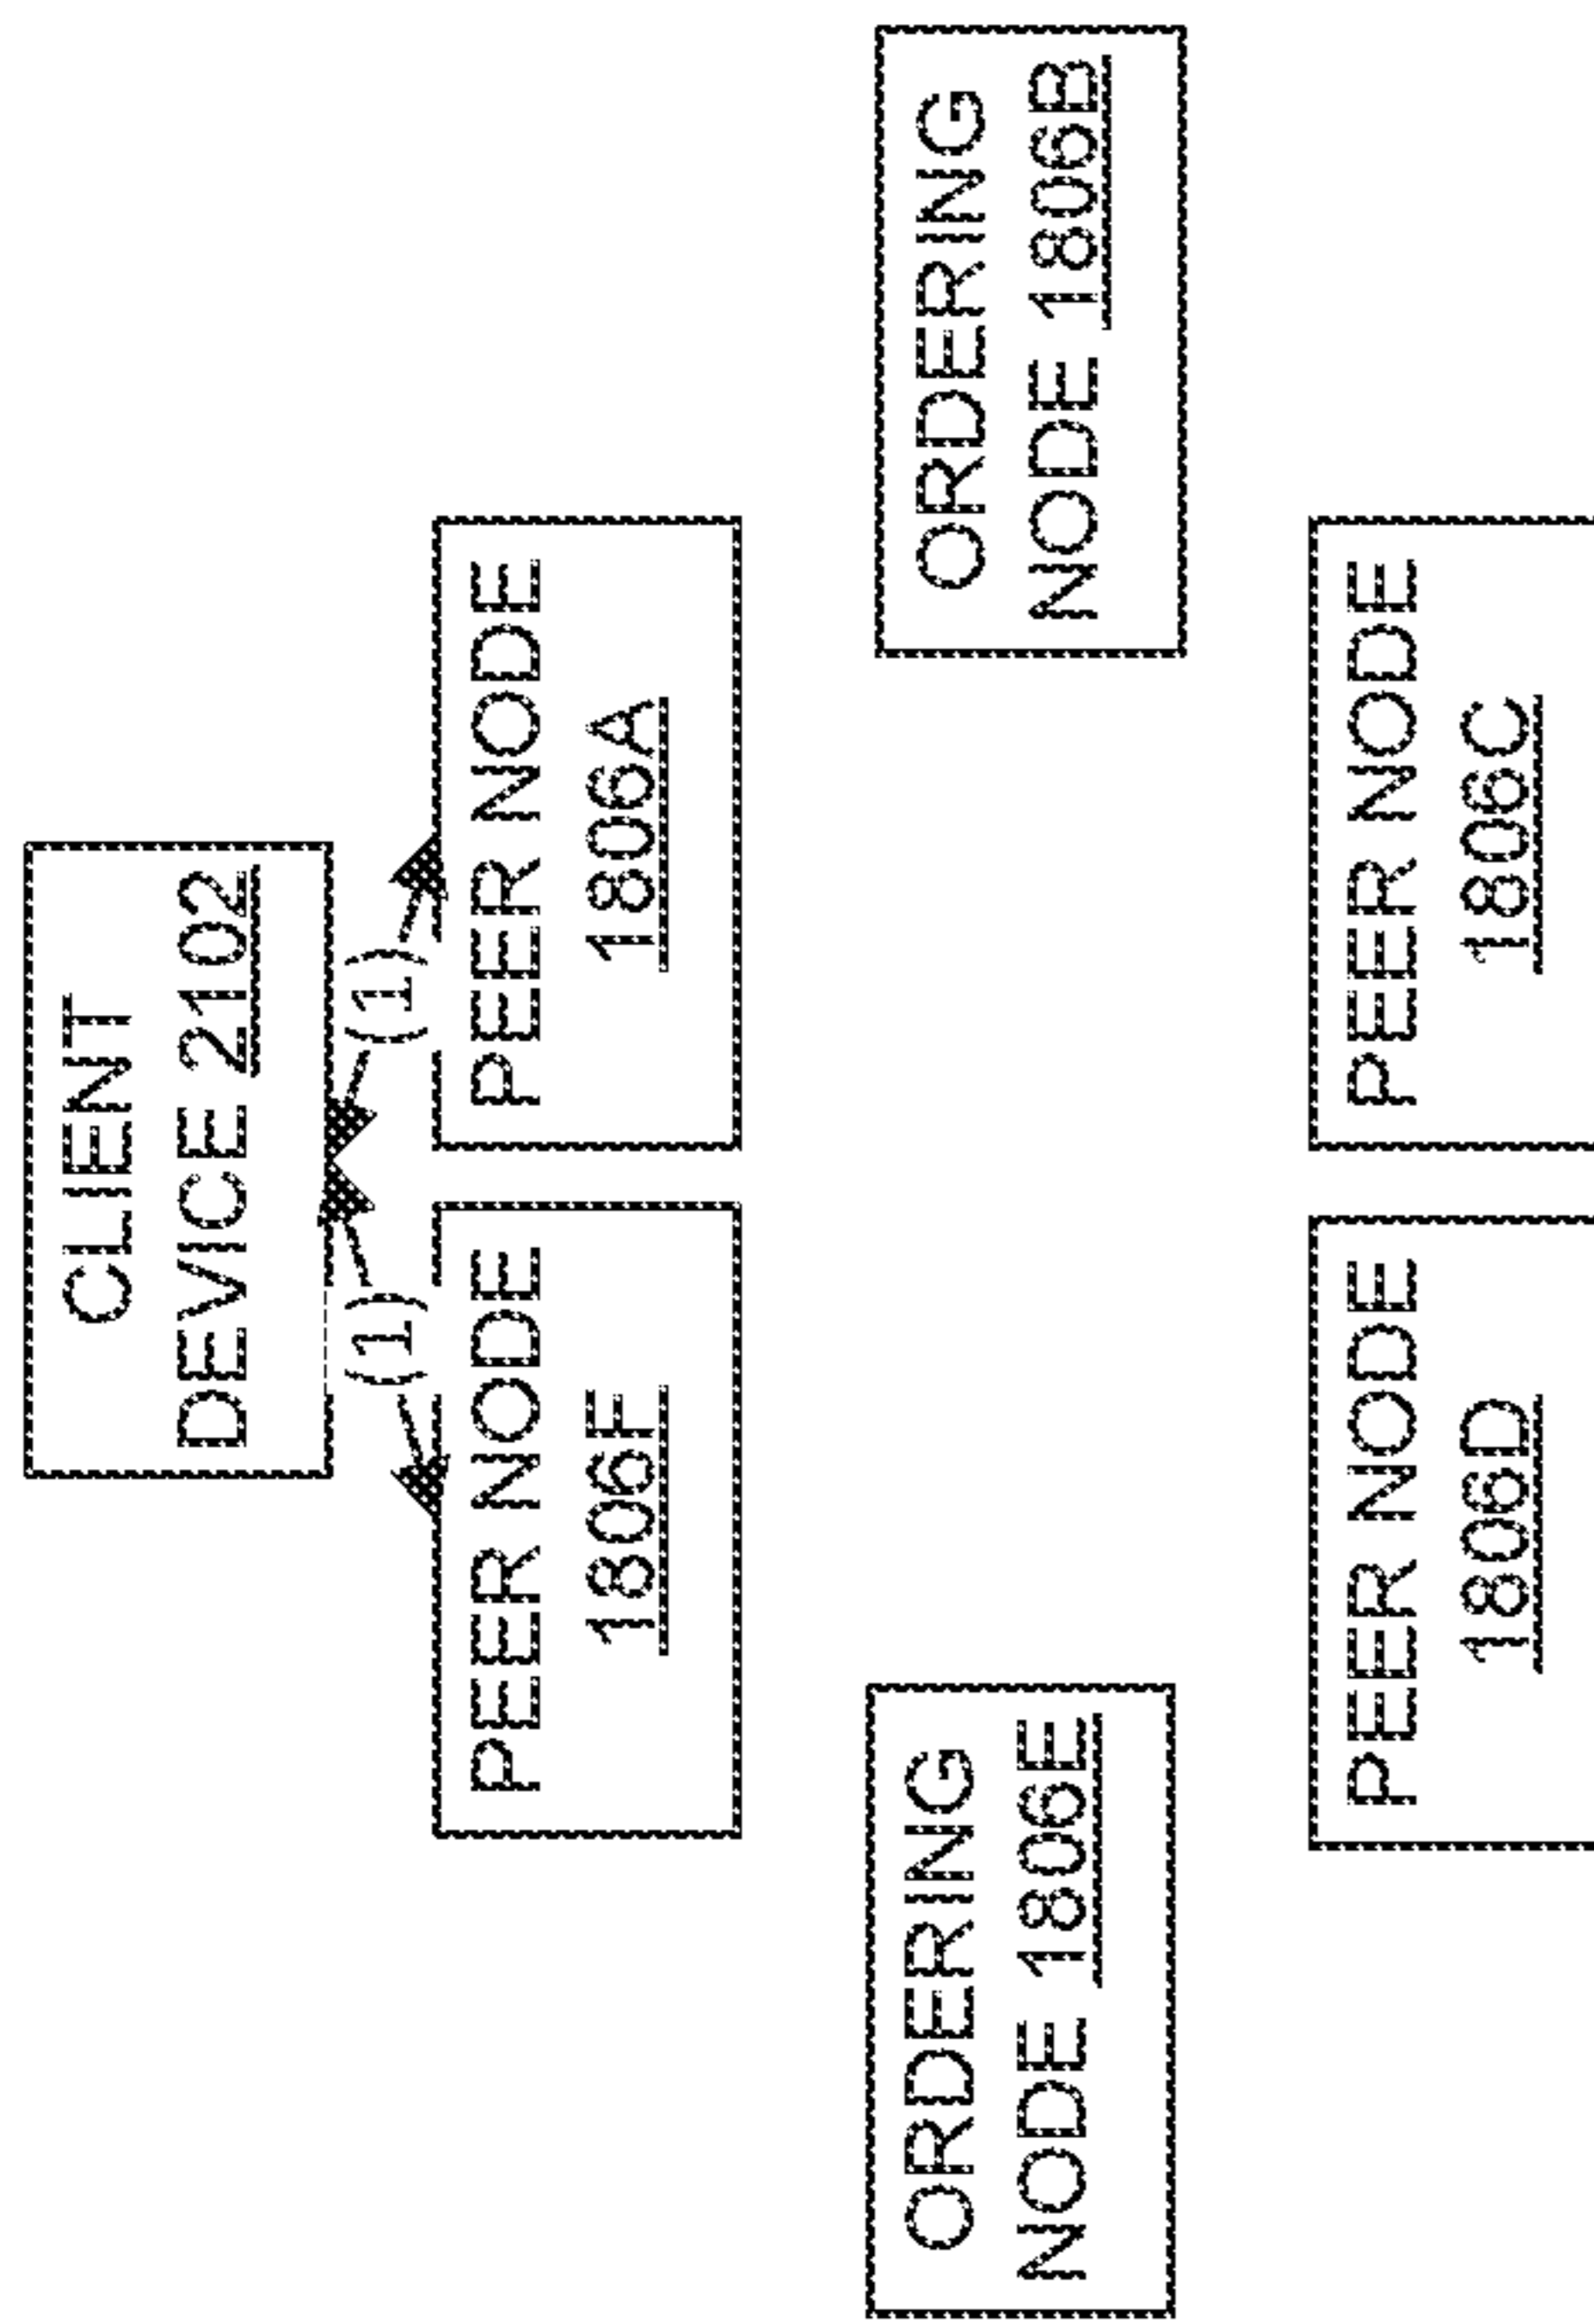 CLIENT
DEVICE 2102
(1)
(1)
PEER NODE
1806F
PEER NODE
1806A
ORDERING
NODE 1806E
ORDERING
NODE 1806B
PEER NODE
1806D
PEER NODE
1806C